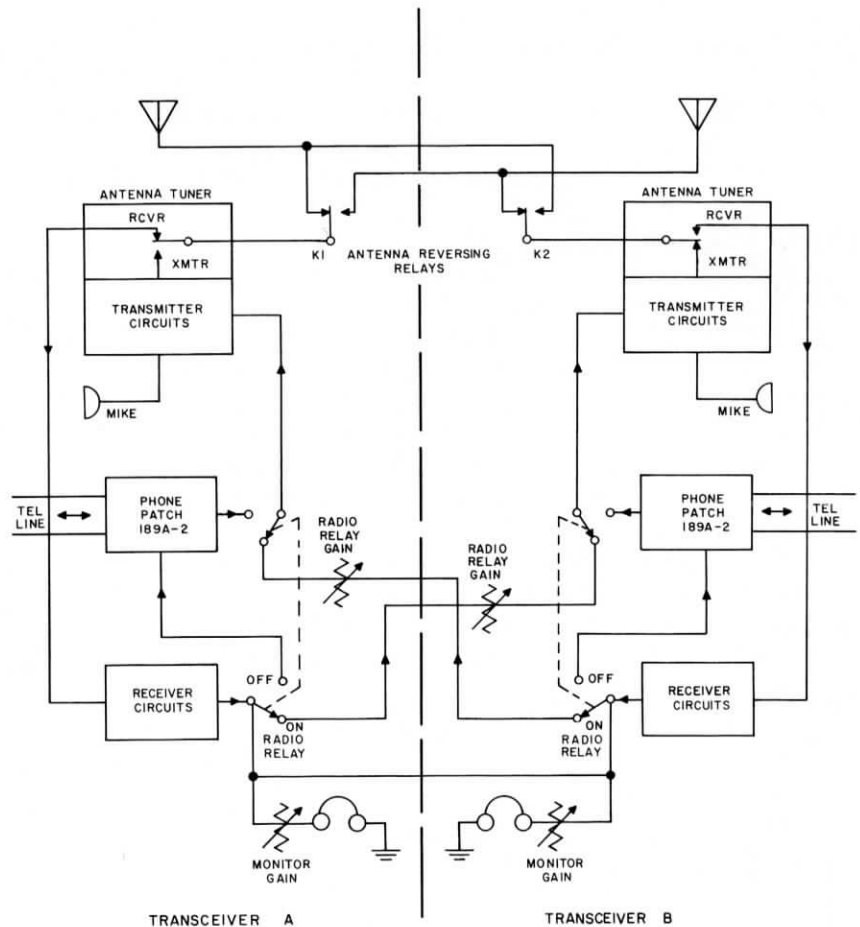 ANTENNA TUNER
RCVR
XMTR
TRANSMITTER
CIRCUITS
MIKE
K1
ANTENNA REVERSING
RELAYS
K2
ANTENNA TUNER
RCVR
XMTR
TRANSMITTER
CIRCUITS
MIKE
TEL
LINE
PHONE
PATCH
189A-2
RADIO
RELAY
GAIN
RADIO
RELAY
GAIN
PHONE
PATCH
189A-2
TEL
LINE
RECEIVER
CIRCUITS
OFF
ON
RADIO
RELAY
OFF
ON
RADIO
RELAY
RECEIVER
CIRCUITS
MONITOR
GAIN
MONITOR
GAIN
TRANSCEIVER A
TRANSCEIVER B